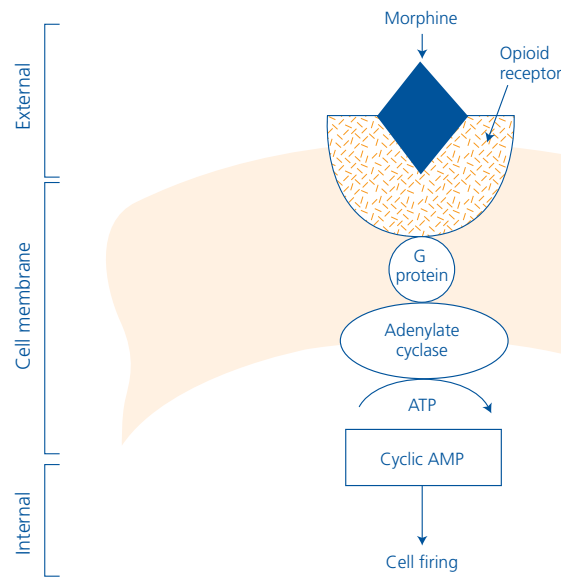 Morphine
Opioid
receptor
External
G
protein
Cell membrane
Adenylate
cyclase
ATP
Cyclic AMP
Internal
Cell firing